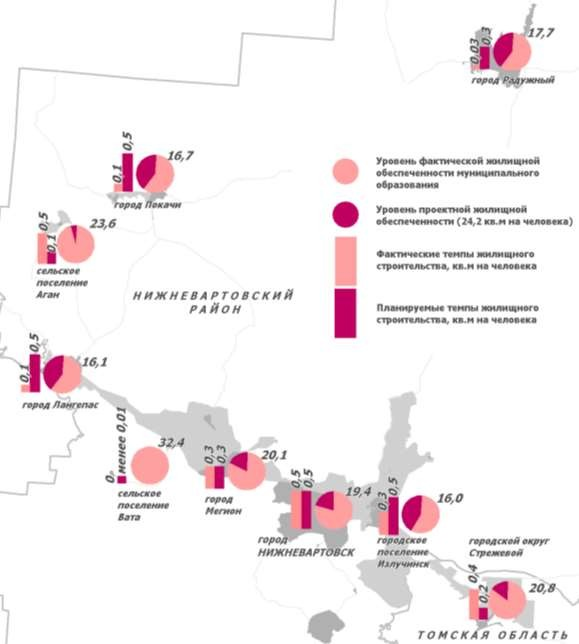 17,7
0,03
0,3
город Радужный
0,1
0,5
16,7
город Покачи
Уровень фактической жилищной
обеспеченности муниципального
образования
Уровень проектной жилищной
обеспеченности (24,2 кв.м на человека)
Фактические темпы жилищного
строительства, кв.м на человека
Планируемые темпы жилищного
строительства, кв.м на человека
0,5
0,1
23,6
сельское
поселение
Аган
НИЖНЕВАРТОВСКИЙ
РАЙОН
0,1
0,5
16,1
город Лангепас
0
менее 0,01
32,4
сельское
поселение
Вата
0,3
0,3
20,1
город
Мегион
0,5
0,5
19,4
город
НИЖНЕВАРТОВСК
0,3
0,5
16,0
городское
поселение
Излучинск
городской округ
Стрежевой
0,4
0,2
20,8
ТОМСКАЯ ОБЛАСТЬ